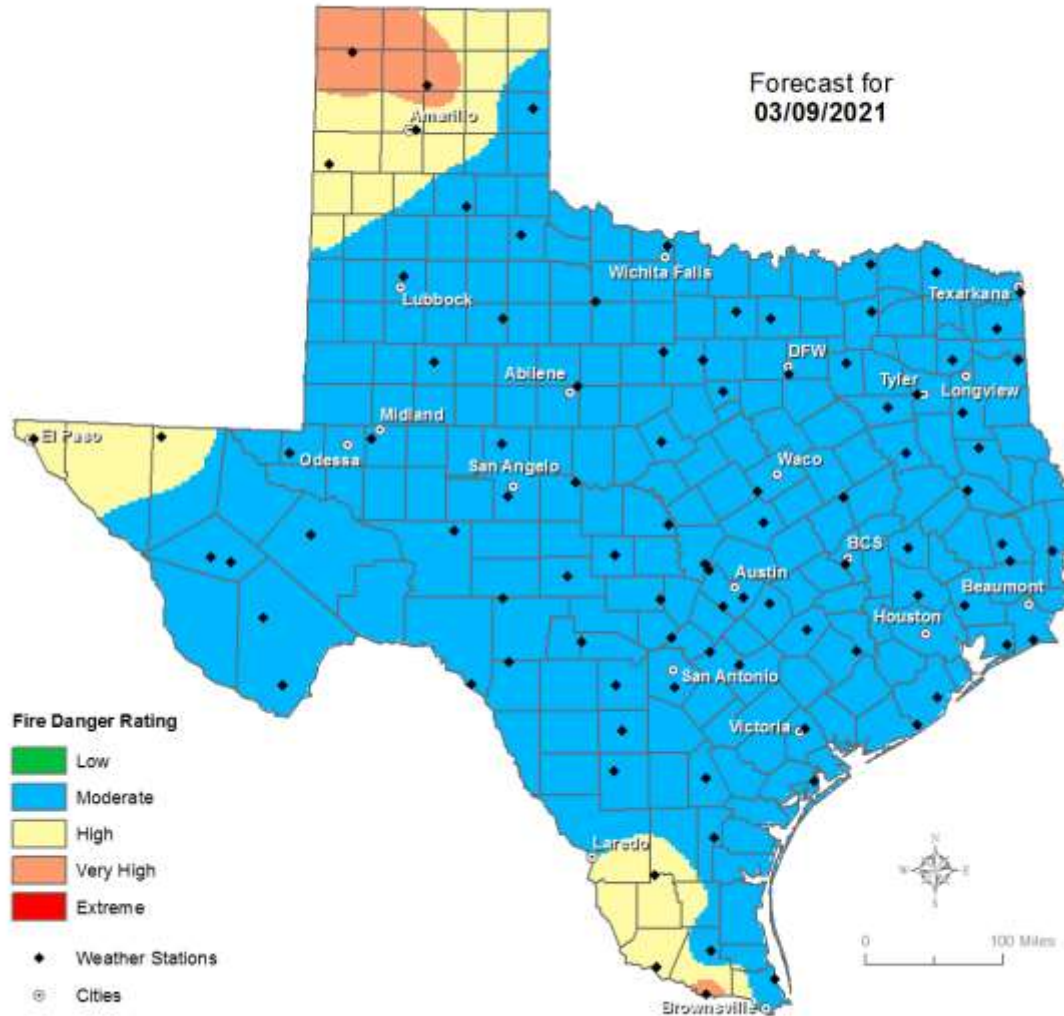 Forecast for
03/09/2021
Amarillo
Wichita Falls
Lubbock
Texarkana
DFW
Abilene
Tyler
Longview
Midland
El Paso
Odessa
San Angelo
Waco
BCS
Austin
Beaumont
Houston
San Antonio
Victoria
Laredo
Brownsville
Fire Danger Rating
Low
Moderate
High
Very High
Extreme
Weather Stations
Cities
N
W
E
S
0
100 Miles